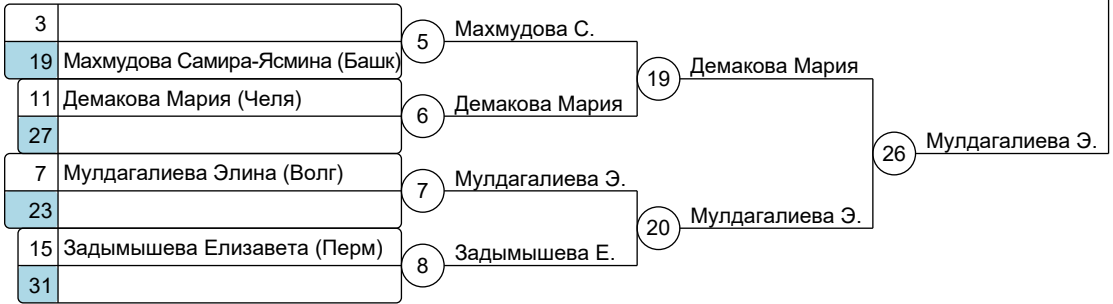 3
5
Махмудова С.
19 Махмудова Самира-Ясмина (Башк)
19
Демакова Мария
11 Демакова Мария (Челя)
6
Демакова Мария
27
26
Мулдагалиева Э.
7 Мулдагалиева Элина (Волг)
7
Мулдагалиева Э.
23
20
Мулдагалиева Э.
15 Задымышева Елизавета (Перм)
8
Задымышева Е.
31